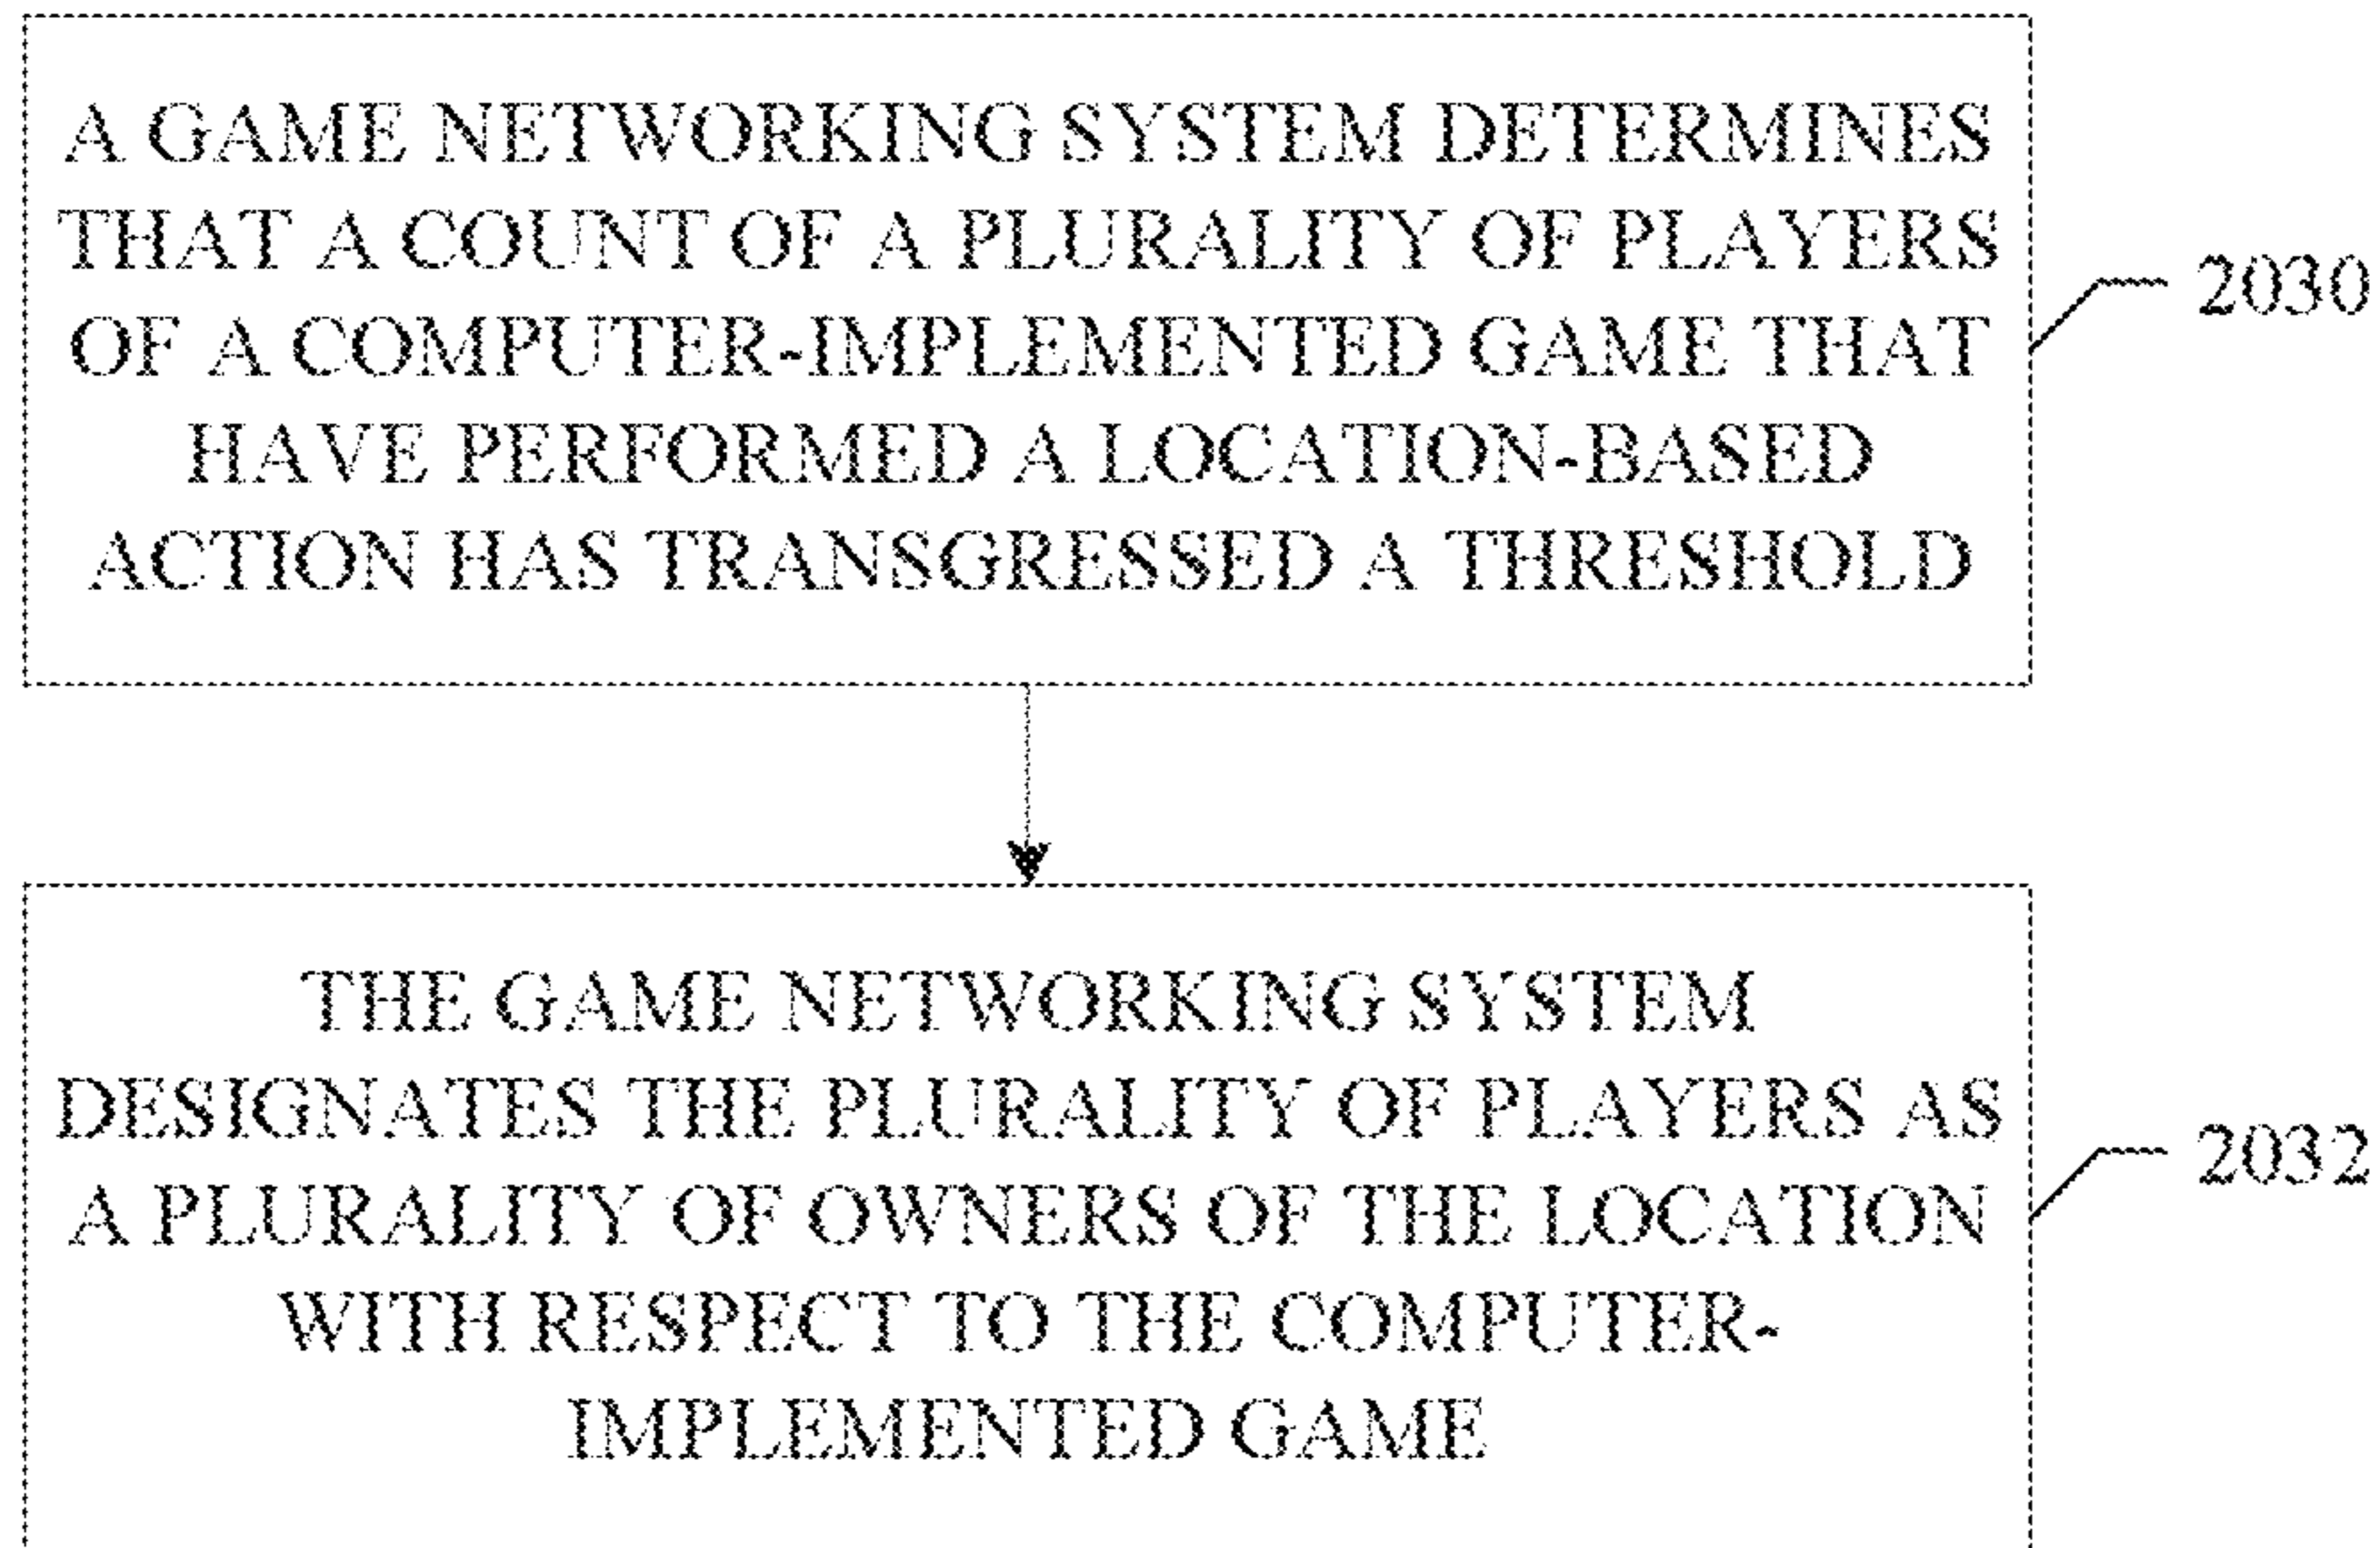 A GAME NETWORKING SYSTEM DETERMINES
THAT A COUNT OF A PLURALITY OF PLAYERS
OF A COMPUTER-IMPLEMENTED GAME THAT
HAVE PERFORMED A LOCATION-BASED
ACTION HAS TRANSGRESSED A THRESHOLD
2030
THE GAME NETWORKING SYSTEM
DESIGNATES THE PLURALITY OF PLAYERS AS
A PLURALITY OF OWNERS OF THE LOCATION
WITH RESPECT TO THE COMPUTER-
IMPLEMENTED GAME
2032